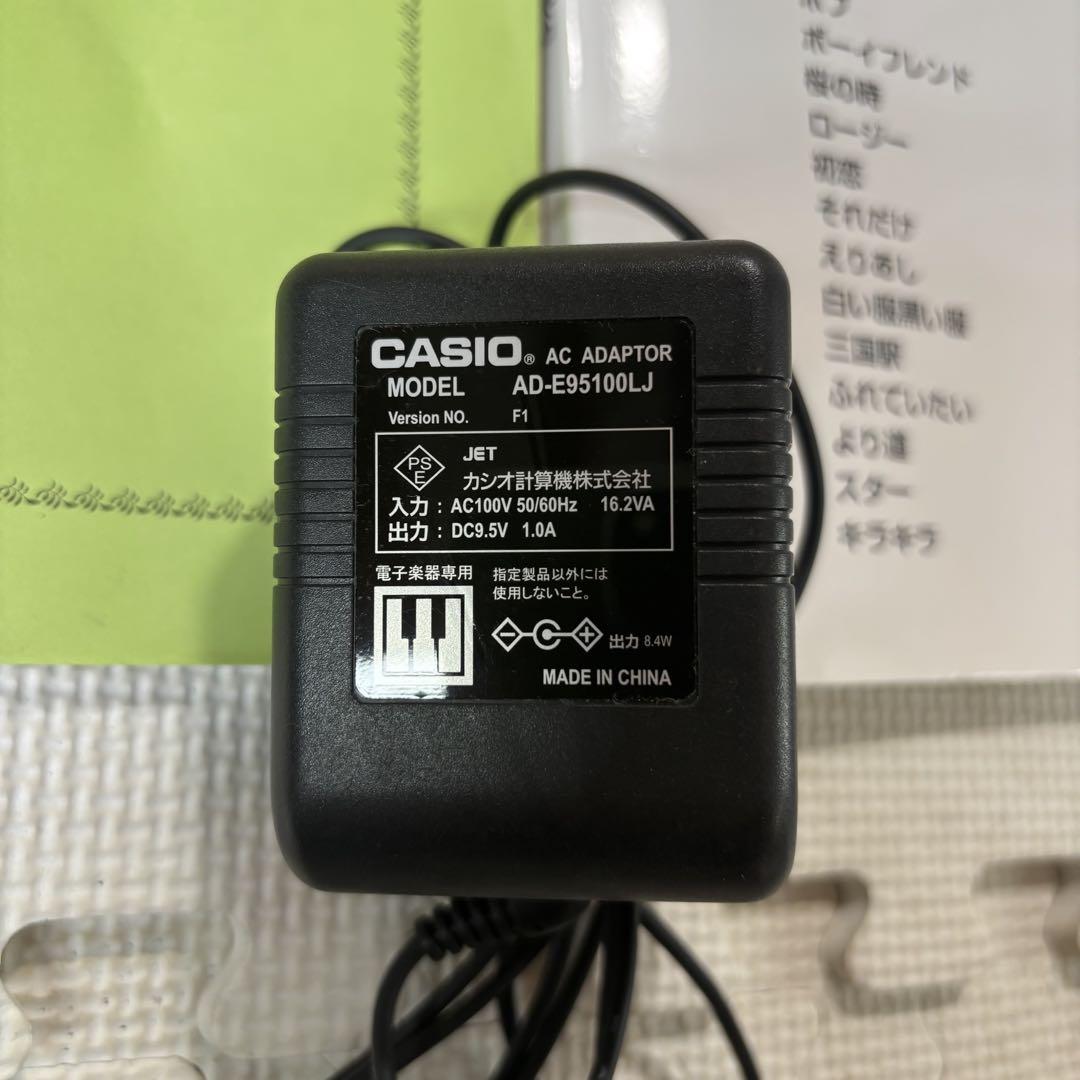 ボーイフレンド
桜の時
ロージー
初恋
それだけ
えりあし
白い服黒い服
三国駅
ふれていたい
より道
スター
キラキラ
CASIO® AC ADAPTOR
MODEL AD-E95100LJ
Version NO. F1
PSE JET
カシオ計算機株式会社
入力：AC100V 50/60Hz 16.2VA
出力：DC9.5V 1.0A
電子楽器専用
指定製品以外には
使用しないこと。
出力 8.4W
MADE IN CHINA